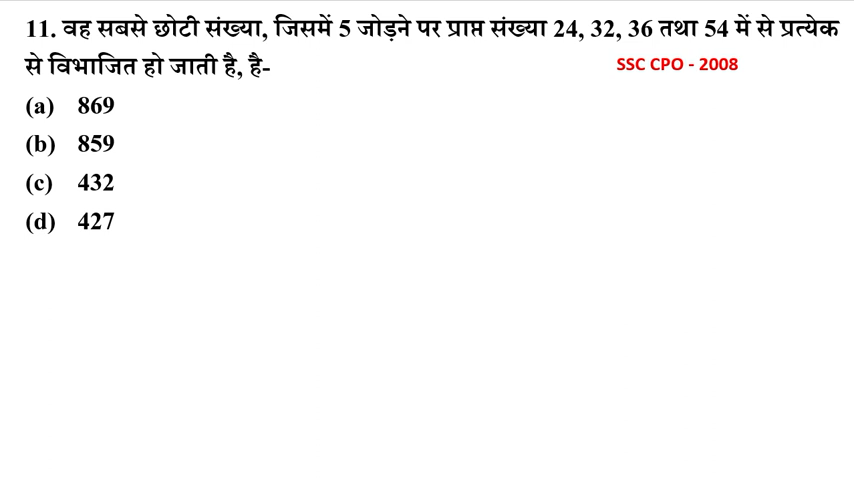 11. वह सबसे छोटी संख्या, जिसमें 5 जोड़ने पर प्राप्त संख्या 24, 32, 36 तथा 54 में से प्रत्येक
से विभाजित हो जाती है, है-
SSC CPO - 2008
(a) 869
(b) 859
(c) 432
(d) 427